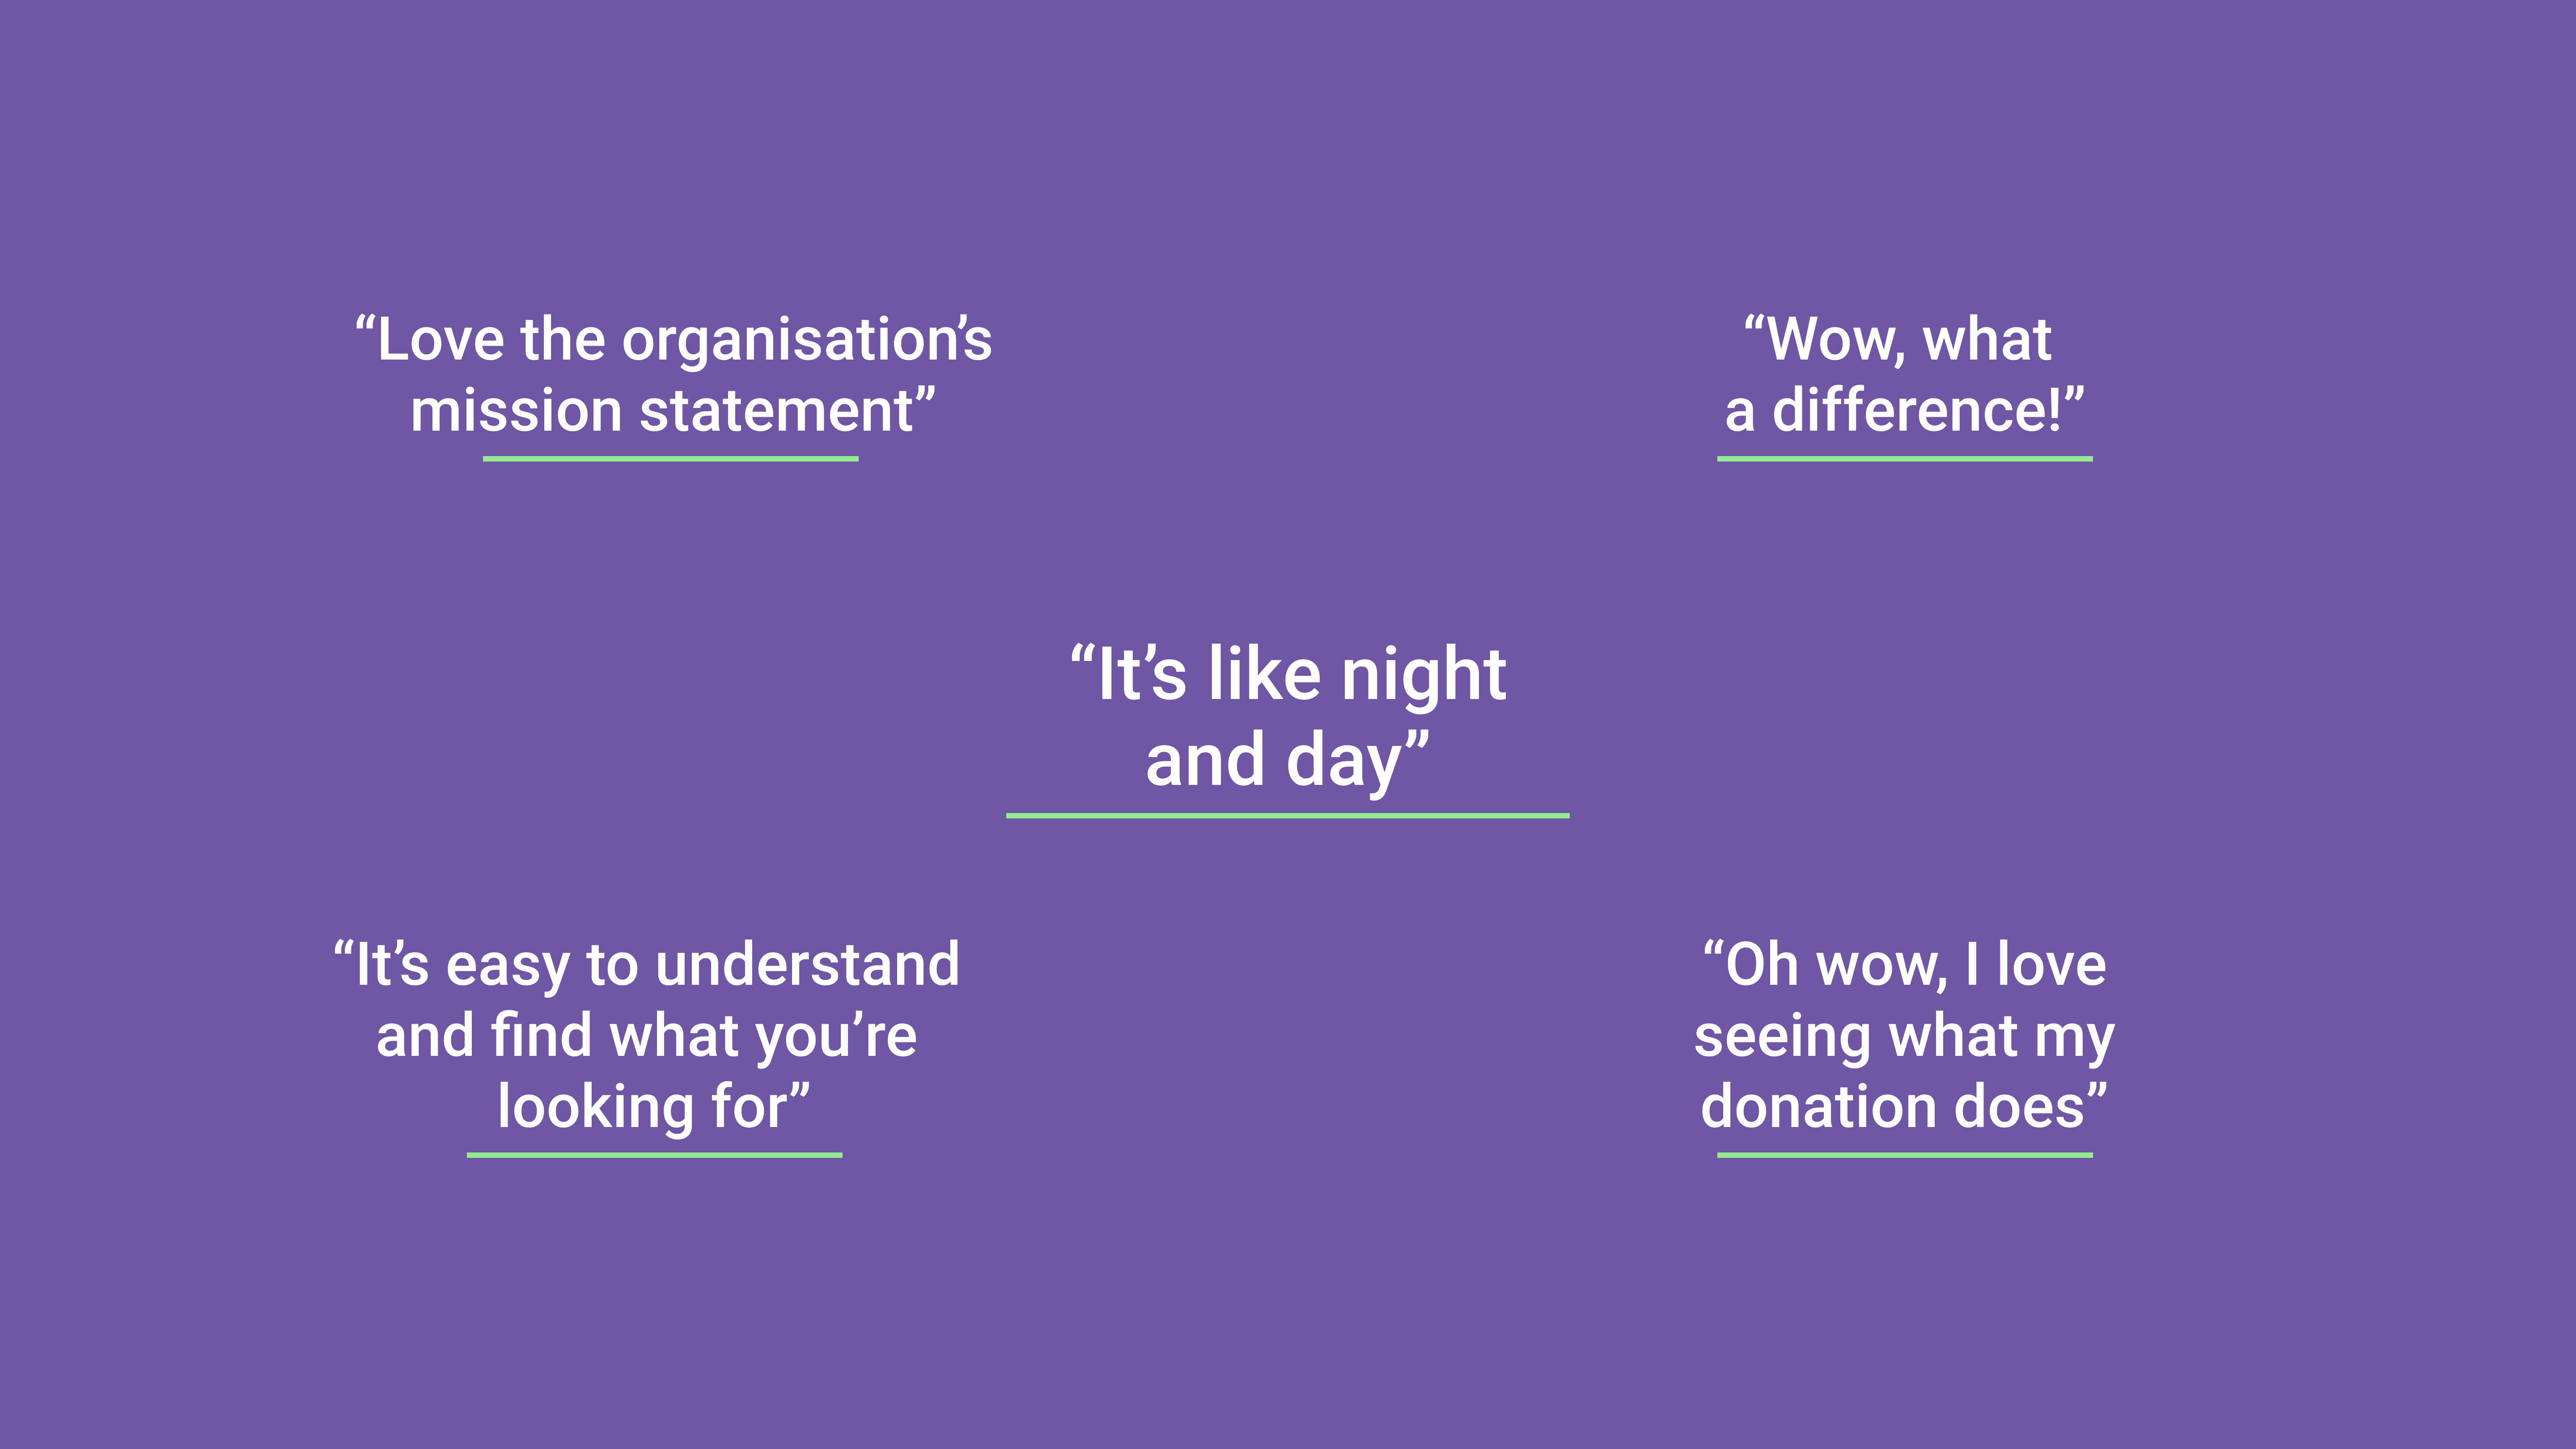 “Love the organisation’s
mission statement”
“Wow, what
a difference!”
“It’s like night
and day”
“It’s easy to understand
and find what you’re
looking for”
“Oh wow, I love
seeing what my
donation does”